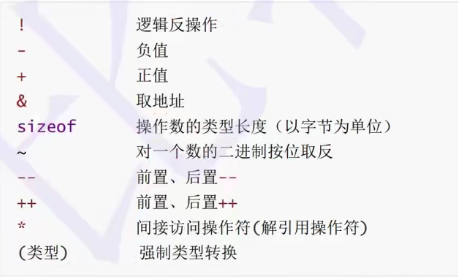 ! 逻辑反操作
- 负值
+ 正值
& 取地址
sizeof 操作数的类型长度（以字节为单位）
~ 对一个数的二进制按位取反
-- 前置、后置--
++ 前置、后置++
* 间接访问操作符(解引用操作符)
(类型) 强制类型转换